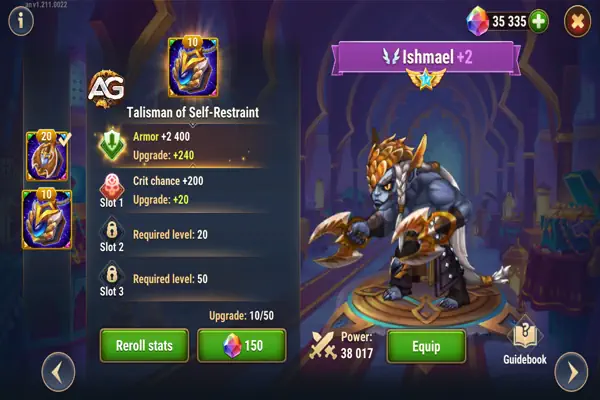 v1.211.0022
i
35 335
10
Ishmael +2
AG
Talisman of Self-Restraint
20
Armor +2 400
Upgrade: +240
10
Crit chance +200
Upgrade: +20
Slot 1
Required level: 20
Slot 2
Required level: 50
Slot 3
Upgrade: 10/50
Reroll stats
150
Power:
38 017
Equip
?
Guidebook